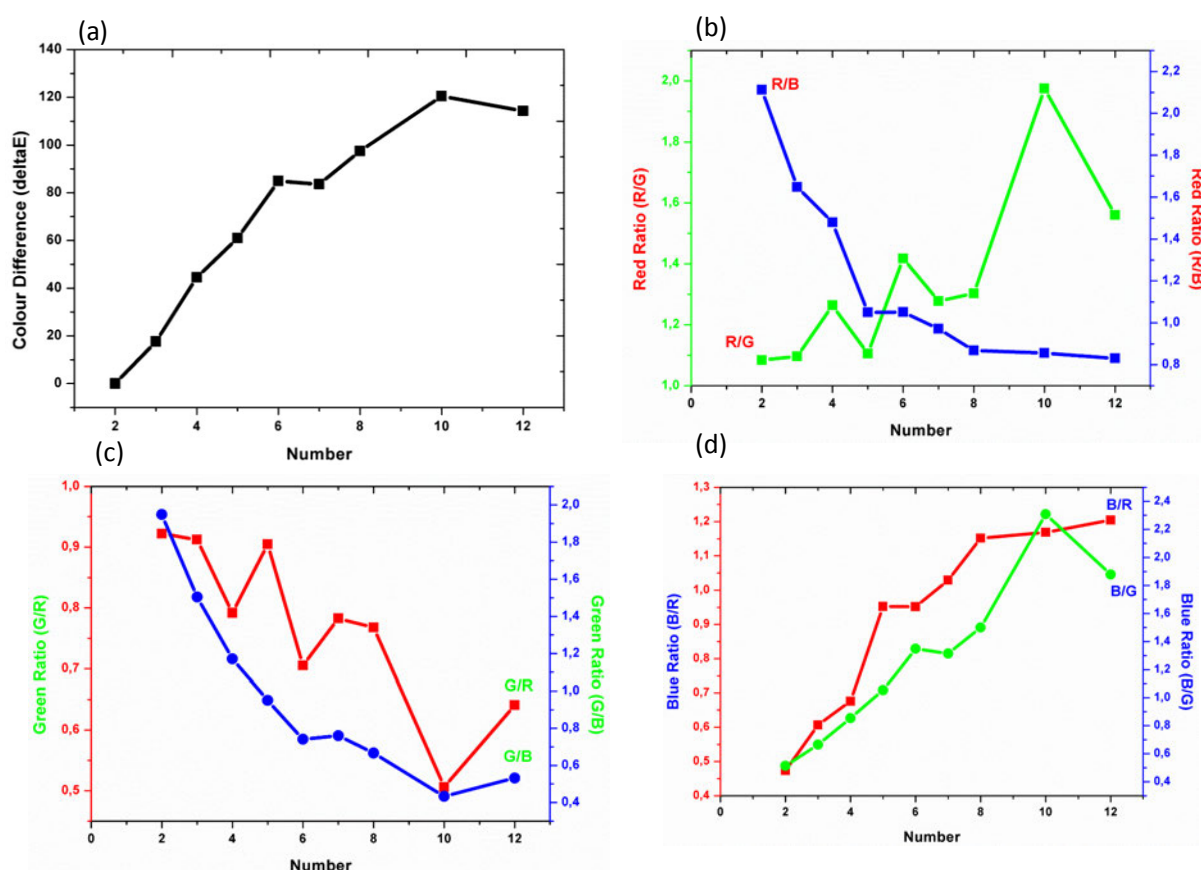 (a)
140
120
100
80
60
40
20
0
2 4 6 8 10 12
Number
Colour Difference (deltaE)
(b)
2,0
1,8
1,6
1,4
1,2
1,0
Red Ratio (R/G)
R/B
R/G
2,2
2,1
2,0
1,8
1,6
1,4
1,2
1,0
0,8
Red Ratio (R/B)
0 2 4 6 8 10 12
Number
(c)
1,0
0,9
0,8
0,7
0,6
0,5
Green Ratio (G/R)
G/R
G/B
2,0
1,8
1,6
1,4
1,2
1,0
0,8
0,6
0,4
Green Ratio (G/B)
0 2 4 6 8 10 12
Number
(d)
1,3
1,2
1,1
1,0
0,9
0,8
0,7
0,6
0,5
0,4
Blue Ratio (B/R)
B/R
B/G
2,4
2,2
2,0
1,8
1,6
1,4
1,2
1,0
0,8
0,6
0,4
Blue Ratio (B/G)
0 2 4 6 8 10 12
Number